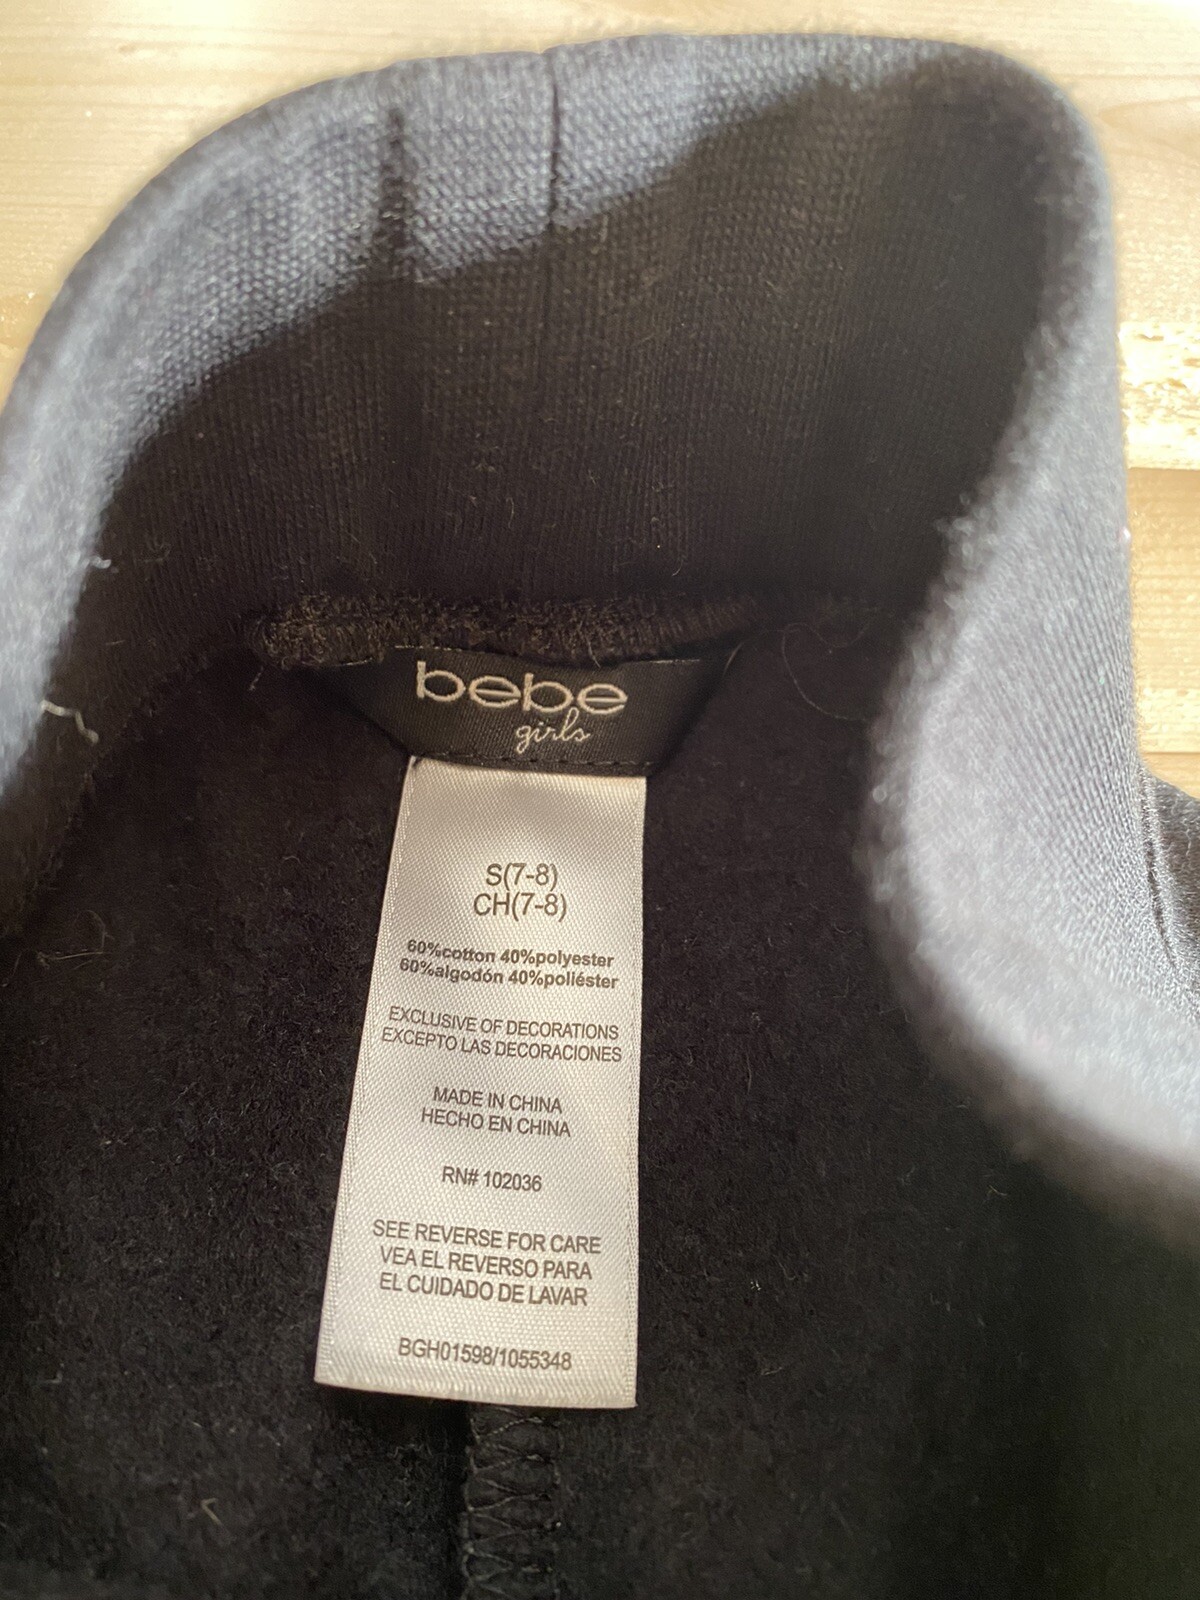 bebe
girls
S(7-8)
CH(7-8)
60%cotton 40%polyester
60%algodón 40%poliéster
EXCLUSIVE OF DECORATIONS
EXCEPTO LAS DECORACIONES
MADE IN CHINA
HECHO EN CHINA
RN# 102036
SEE REVERSE FOR CARE
VEA EL REVERSO PARA
EL CUIDADO DE LAVAR
BGH01598/1055348